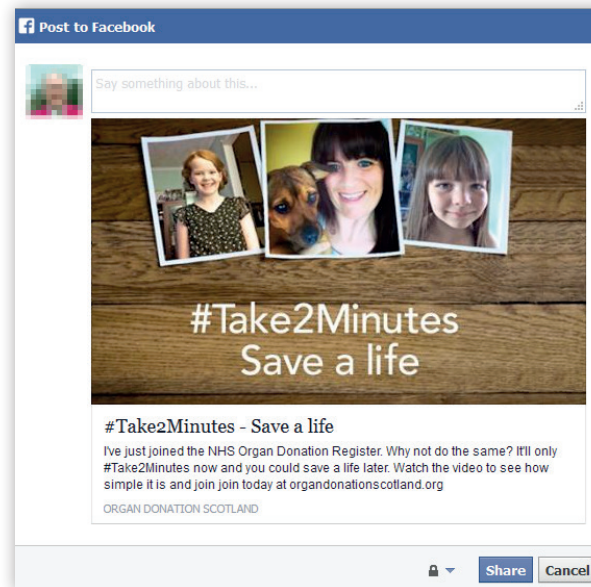 Post to Facebook
Say something about this...
#Take2Minutes
Save a life
#Take2Minutes - Save a life
I've just joined the NHS Organ Donation Register. Why not do the same? It'll only
#Take2Minutes now and you could save a life later. Watch the video to see how
simple it is and join join today at organdonationscotland.org
ORGAN DONATION SCOTLAND
Share Cancel